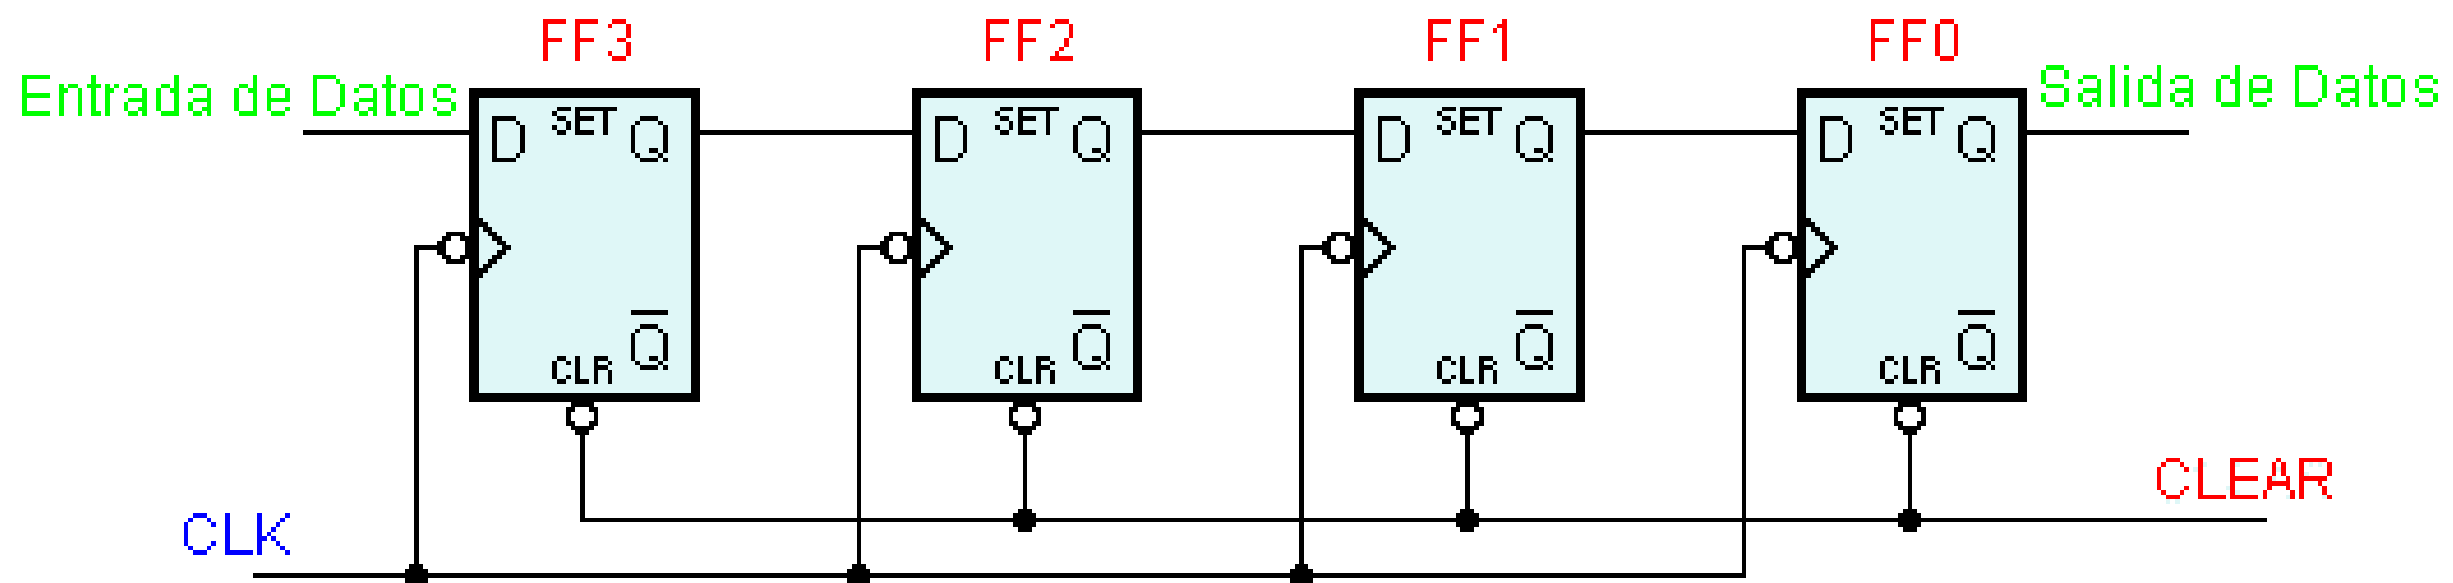 FF3 FF2 FF1 FF0
Entrada de Datos Salida de Datos
D SET Q D SET Q D SET Q D SET Q
Q Q Q Q
CLR CLR CLR CLR
CLEAR
CLK